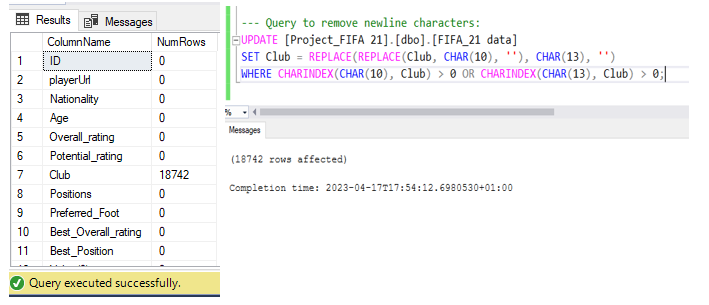 Results Messages
ColumnName NumRows
1 ID 0
2 playerUrl 0
3 Nationality 0
4 Age 0
5 Overall_rating 0
6 Potential_rating 0
7 Club 18742
8 Positions 0
9 Preferred_Foot 0
10 Best_Overall_rating 0
11 Best_Position 0
Query executed successfully.
--- Query to remove newline characters:
UPDATE [Project_FIFA 21].[dbo].[FIFA_21 data]
SET Club = REPLACE(REPLACE(Club, CHAR(10), ''), CHAR(13), '')
WHERE CHARINDEX(CHAR(10), Club) > 0 OR CHARINDEX(CHAR(13), Club) > 0;
%
Messages
(18742 rows affected)
Completion time: 2023-04-17T17:54:12.6980530+01:00